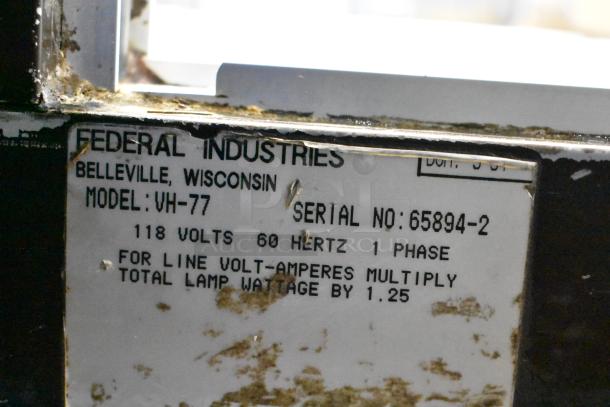 FEDERAL INDUSTRIES
BELLEVILLE, WISCONSIN
MODEL: VH-77 SERIAL NO: 65894-2
118 VOLTS 60 HERTZ 1 PHASE
FOR LINE VOLT-AMPERES MULTIPLY
TOTAL LAMP WATTAGE BY 1.25